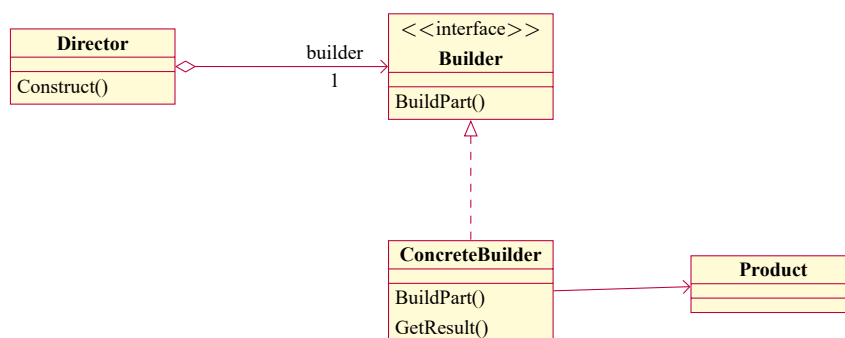 Director
Construct()
builder
1
<<interface>>
Builder
BuildPart()
ConcreteBuilder
BuildPart()
GetResult()
Product